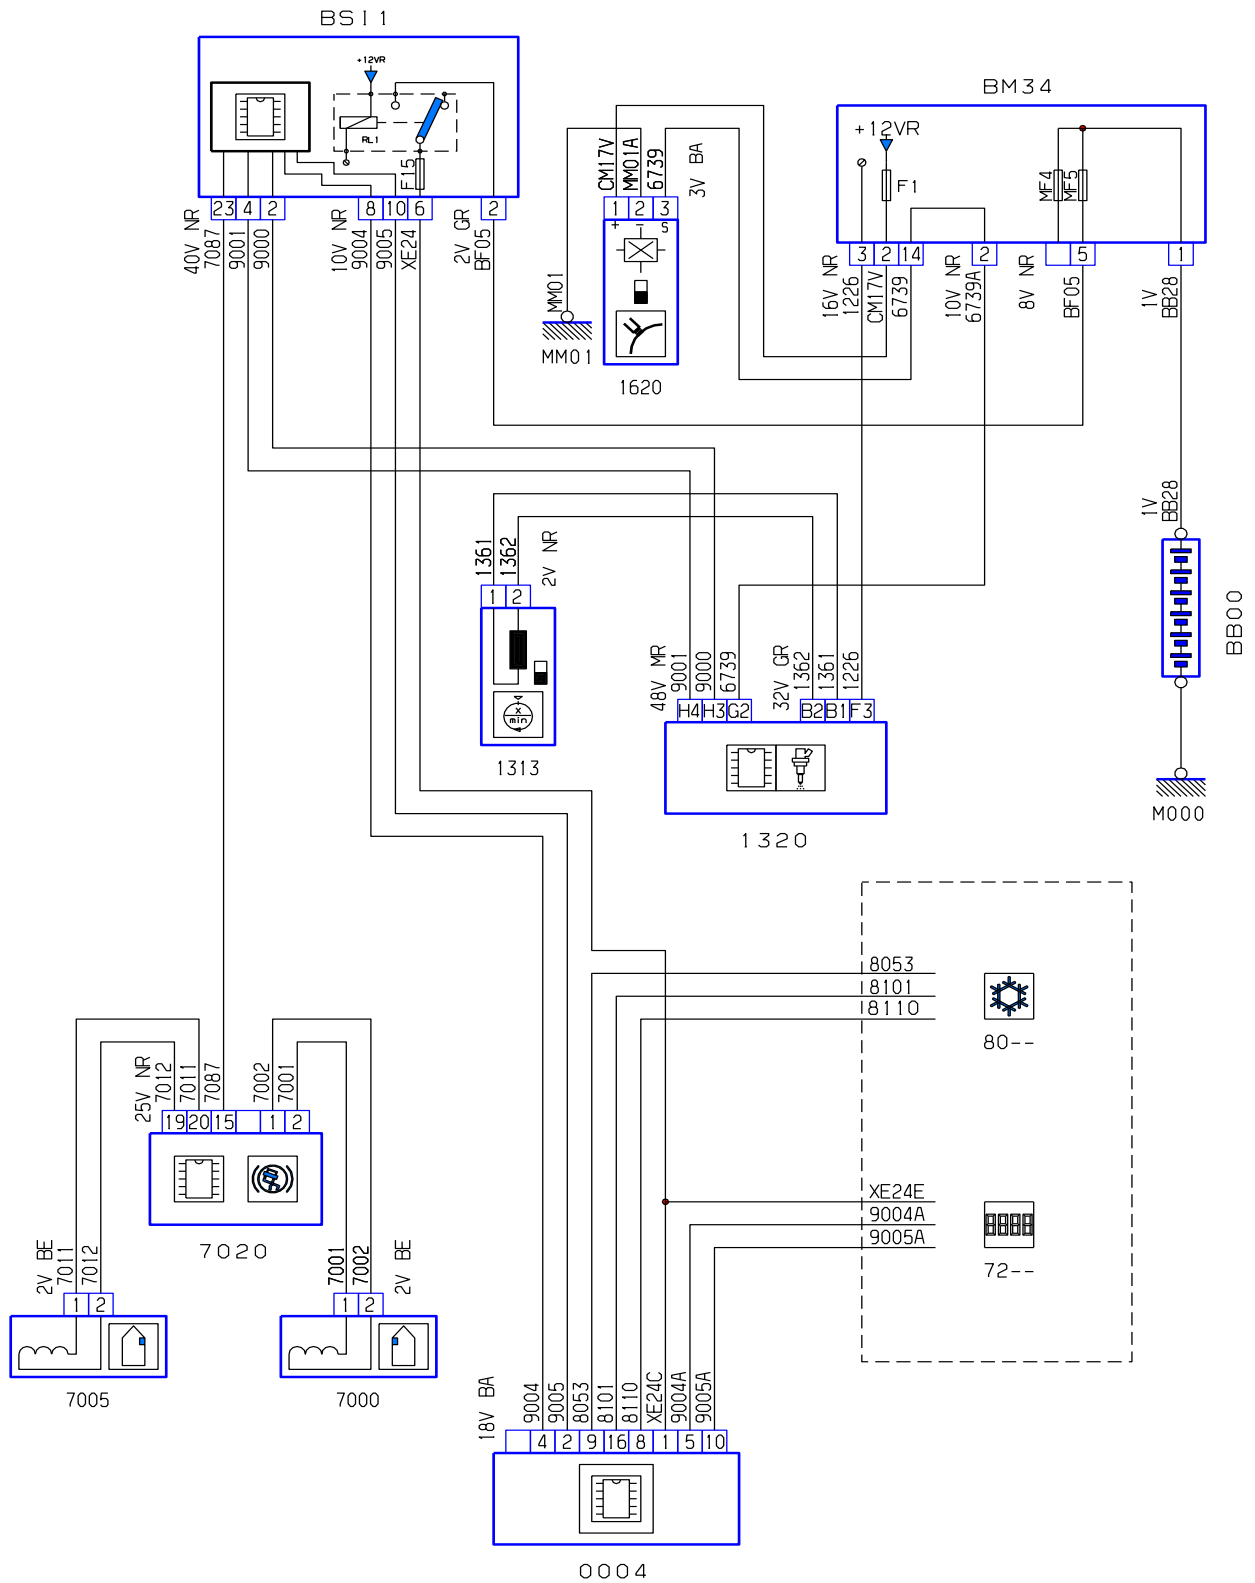 BSI1
+12VR
RL1
F15
23
4
2
8
10
6
2
40V NR
7087
9001
9000
10V NR
9004
9005
XE24
2V GR
BF05
CM17V
MM01A
6739
3V BA
1
2
3
+
−
S
MM01
MM01
1620
BM34
+12VR
F1
MF4
MF5
3
2
14
2
5
1
16V NR
1226
CM17V
6739
10V NR
6739A
8V NR
BF05
1V
BB28
1V
BB28
BB00
M000
1361
1362
2V NR
1
2
x
min
1313
48V MR
9001
9000
6739
32V GR
1362
1361
1226
H4
H3
G2
B2
B1
F3
1320
8053
8101
8110
80--
XE24E
9004A
9005A
72--
25V NR
7012
7011
7087
7002
7001
19
20
15
1
2
7020
2V BE
7011
7012
1
2
7005
7001
7002
2V BE
1
2
7000
18V BA
9004
9005
8053
8101
8110
XE24C
9004A
9005A
4
2
9
16
8
1
5
10
0004